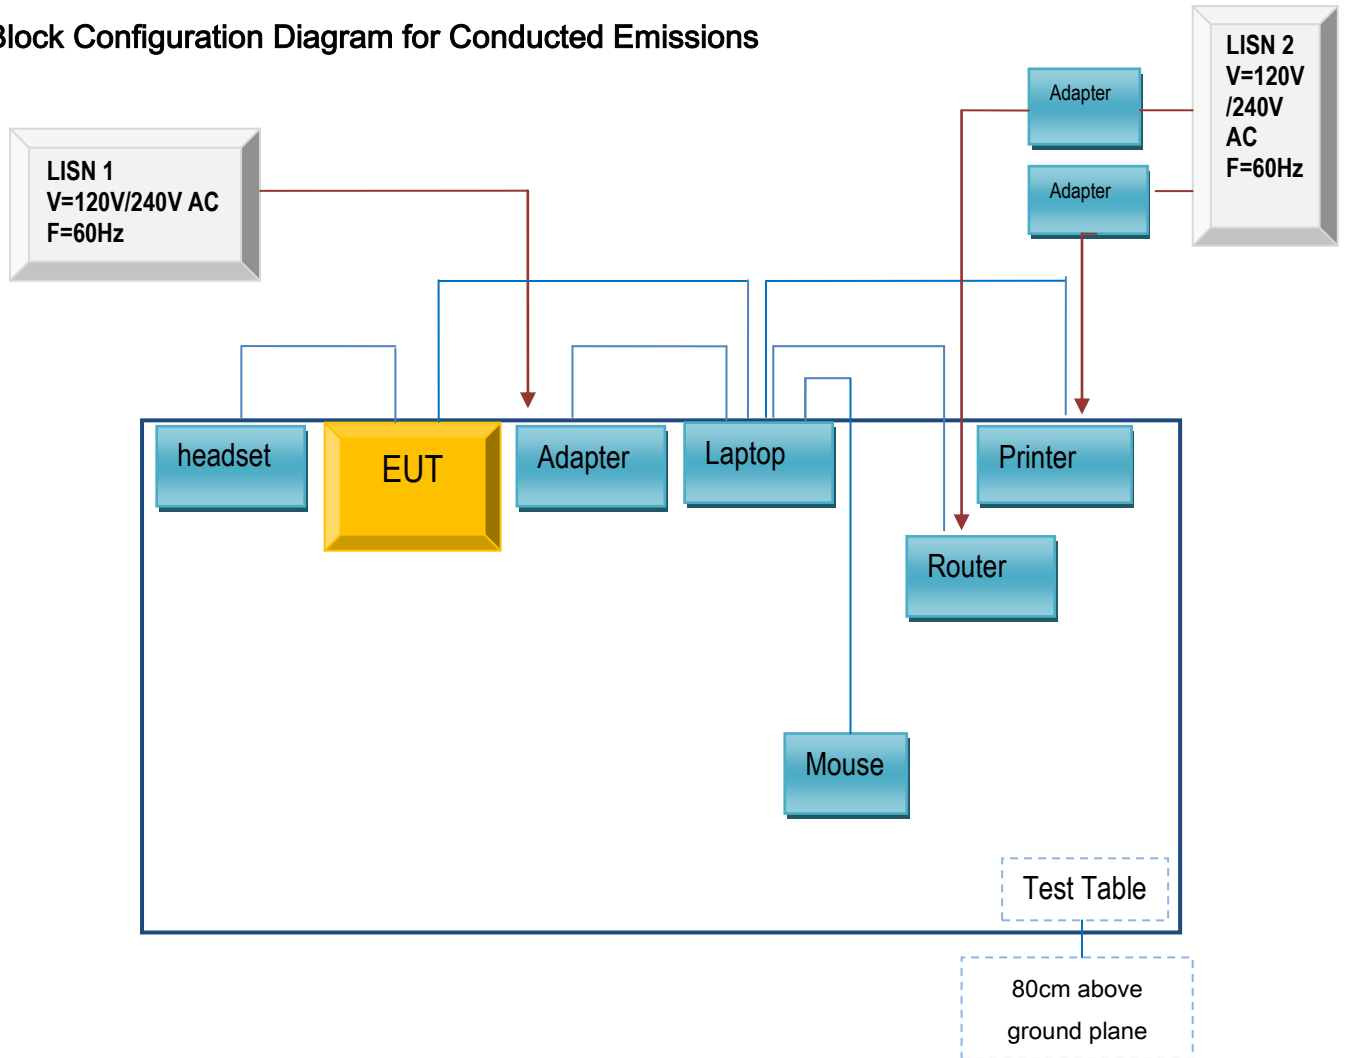 Block Configuration Diagram for Conducted Emissions
LISN 2
V=120V
/240V
AC
F=60Hz
Adapter
Adapter
LISN 1
V=120V/240V AC
F=60Hz
headset
EUT
Adapter
Laptop
Printer
Router
Mouse
Test Table
80cm above
ground plane